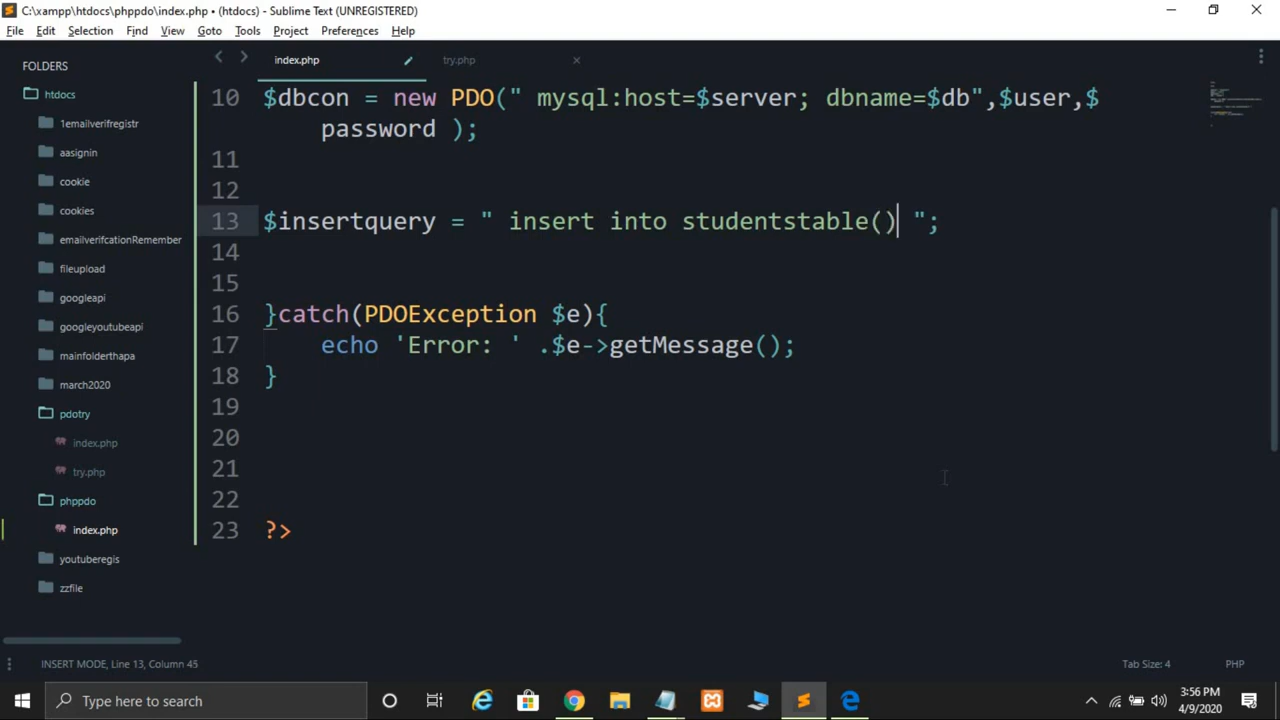 C:\xampp\htdocs\phppdo\index.php • (htdocs) - Sublime Text (UNREGISTERED)
File Edit Selection Find View Goto Tools Project Preferences Help
FOLDERS
htdocs
1emailverifregistr
aasignin
cookie
cookies
emailverifcationRemember
fileupload
googleapi
googleyoutubeapi
mainfolderthapa
march2020
pdotry
index.php
try.php
phppdo
index.php
youtuberegis
zzfile
index.php try.php
10 $dbcon = new PDO(" mysql:host=$server; dbname=$db",$user,$
password );
11
12
13 $insertquery = " insert into studentstable() ";
14
15
16 }catch(PDOException $e){
17 echo 'Error: ' .$e->getMessage();
18 }
19
20
21
22
23 ?>
INSERT MODE, Line 13, Column 45 Tab Size: 4 PHP
Type here to search
3:56 PM
4/9/2020